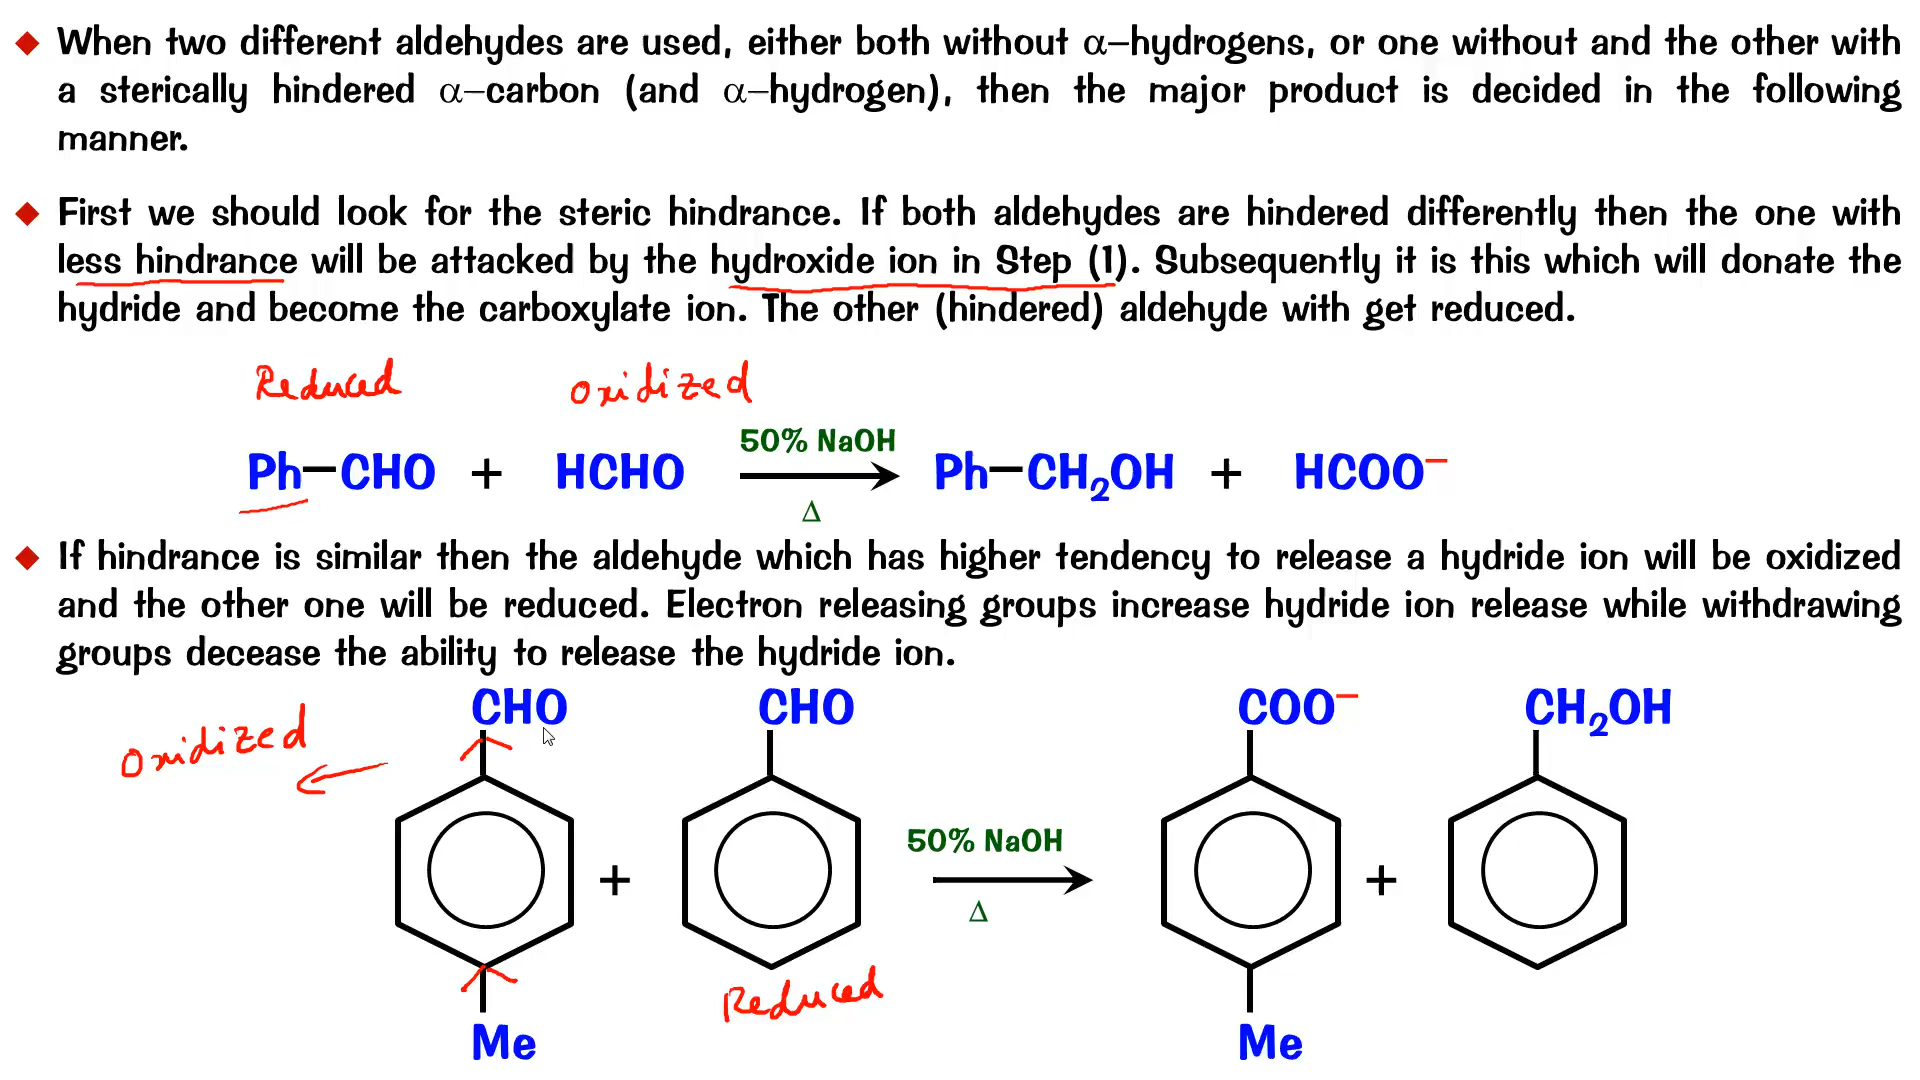 ◆ When two different aldehydes are used, either both without α–hydrogens, or one without and the other with
a sterically hindered α–carbon (and α–hydrogen), then the major product is decided in the following
manner.
◆ First we should look for the steric hindrance. If both aldehydes are hindered differently then the one with
less hindrance will be attacked by the hydroxide ion in Step (1). Subsequently it is this which will donate the
hydride and become the carboxylate ion. The other (hindered) aldehyde with get reduced.
Reduced oxidized
50% NaOH
Ph–CHO + HCHO Ph–CH₂OH + HCOO⁻
Δ
◆ If hindrance is similar then the aldehyde which has higher tendency to release a hydride ion will be oxidized
and the other one will be reduced. Electron releasing groups increase hydride ion release while withdrawing
groups decease the ability to release the hydride ion.
CHO CHO COO⁻ CH₂OH
oxidized
50% NaOH
+ +
Δ
Reduced
Me Me